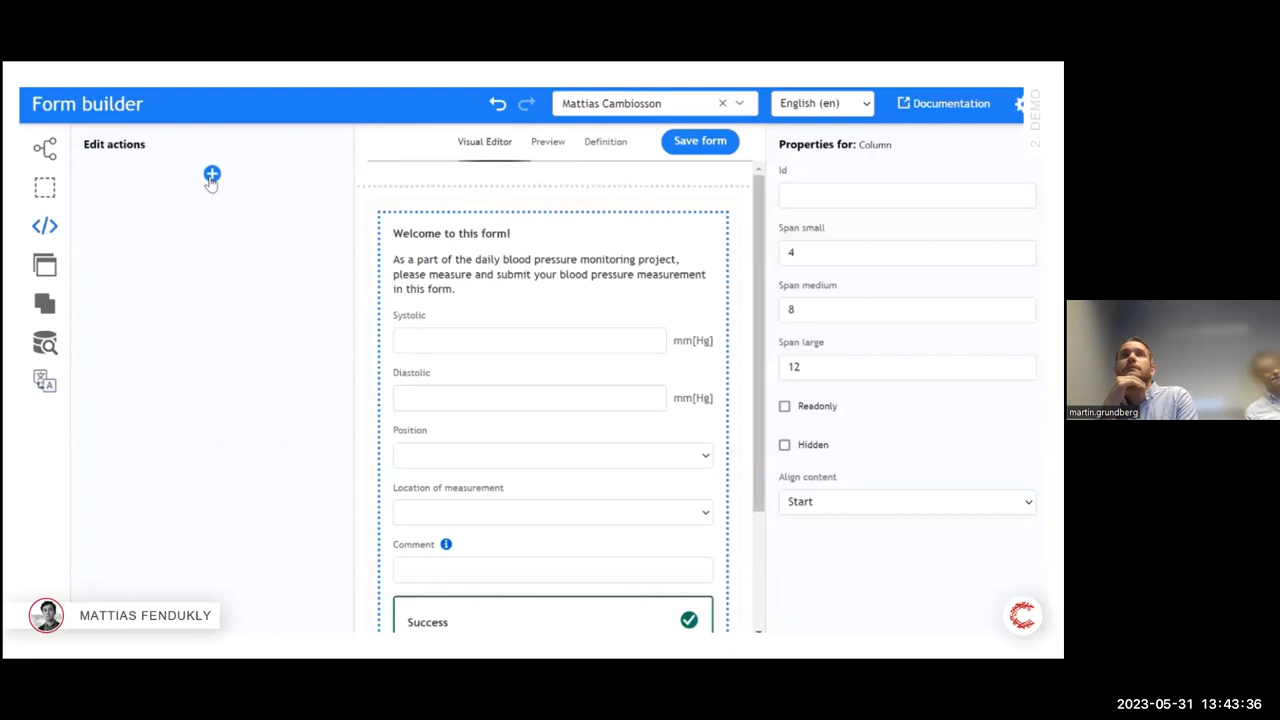 Form builder
Mattias Cambiosson
English (en)
Documentation
2. DEMO
Edit actions
Visual Editor
Preview
Definition
Save form
Properties for: Column
Id
Welcome to this form!
As a part of the daily blood pressure monitoring project,
please measure and submit your blood pressure measurement
in this form.
Systolic
mm[Hg]
Diastolic
mm[Hg]
Position
Location of measurement
Comment
Success
Span small
4
Span medium
8
Span large
12
Readonly
Hidden
Align content
Start
MATTIAS FENDUKLY
martin.grundberg
2023-05-31 13:43:36